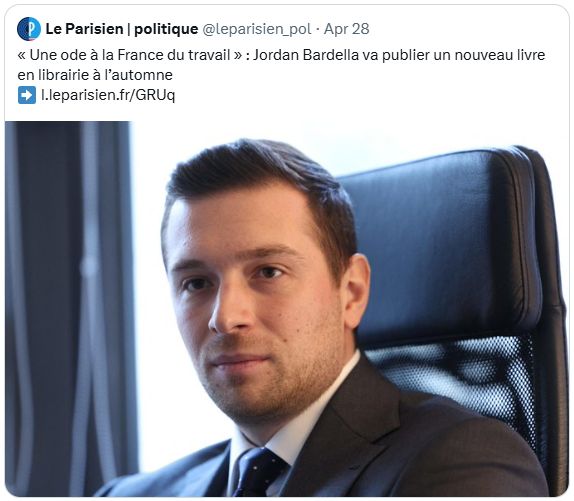 Le Parisien | politique @leparisien_pol · Apr 28
« Une ode à la France du travail » : Jordan Bardella va publier un nouveau livre
en librairie à l’automne
➡️ l.leparisien.fr/GRUq